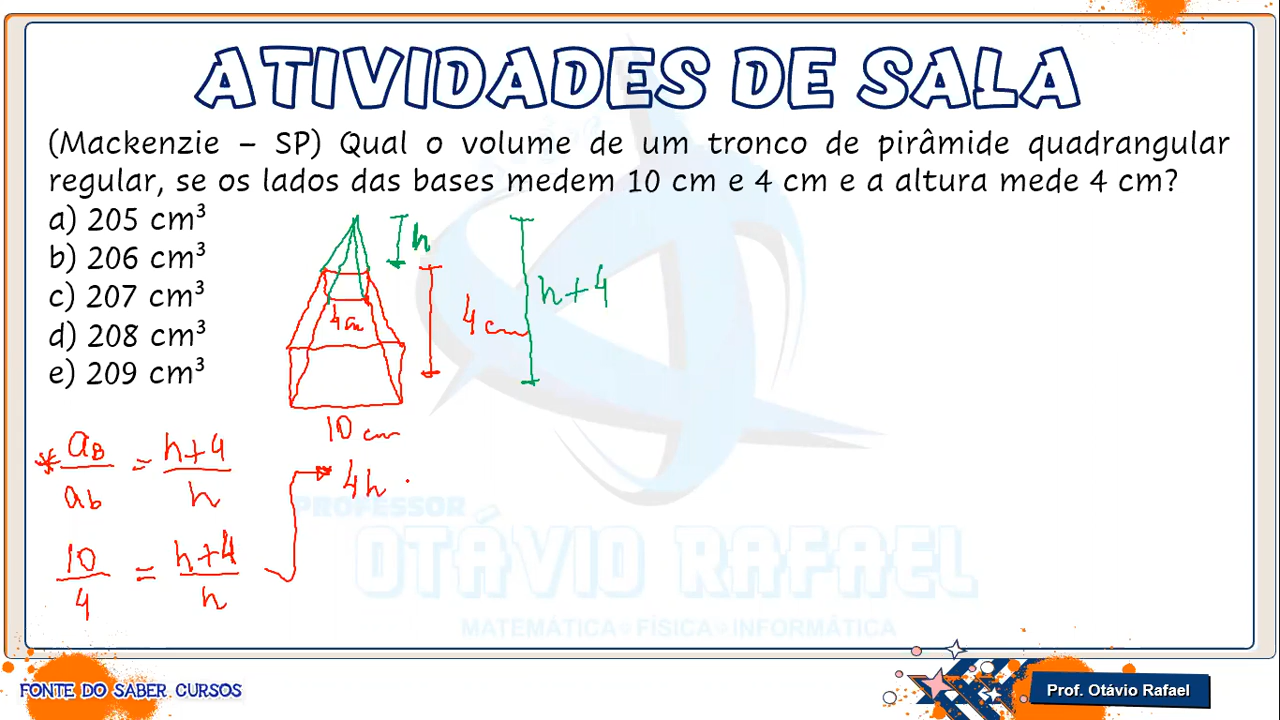 ATIVIDADES DE SALA
(Mackenzie – SP) Qual o volume de um tronco de pirâmide quadrangular
regular, se os lados das bases medem 10 cm e 4 cm e a altura mede 4 cm?
a) 205 cm³
b) 206 cm³
c) 207 cm³
d) 208 cm³
e) 209 cm³
h
h+4
4 cm
4 cm
10 cm
* aB/ab = h+4/h
4h
10/4 = h+4/h
PROFESSOR
OTÁVIO RAFAEL
MATEMÁTICA FÍSICA INFORMÁTICA
FONTE DO SABER CURSOS
Prof. Otávio Rafael